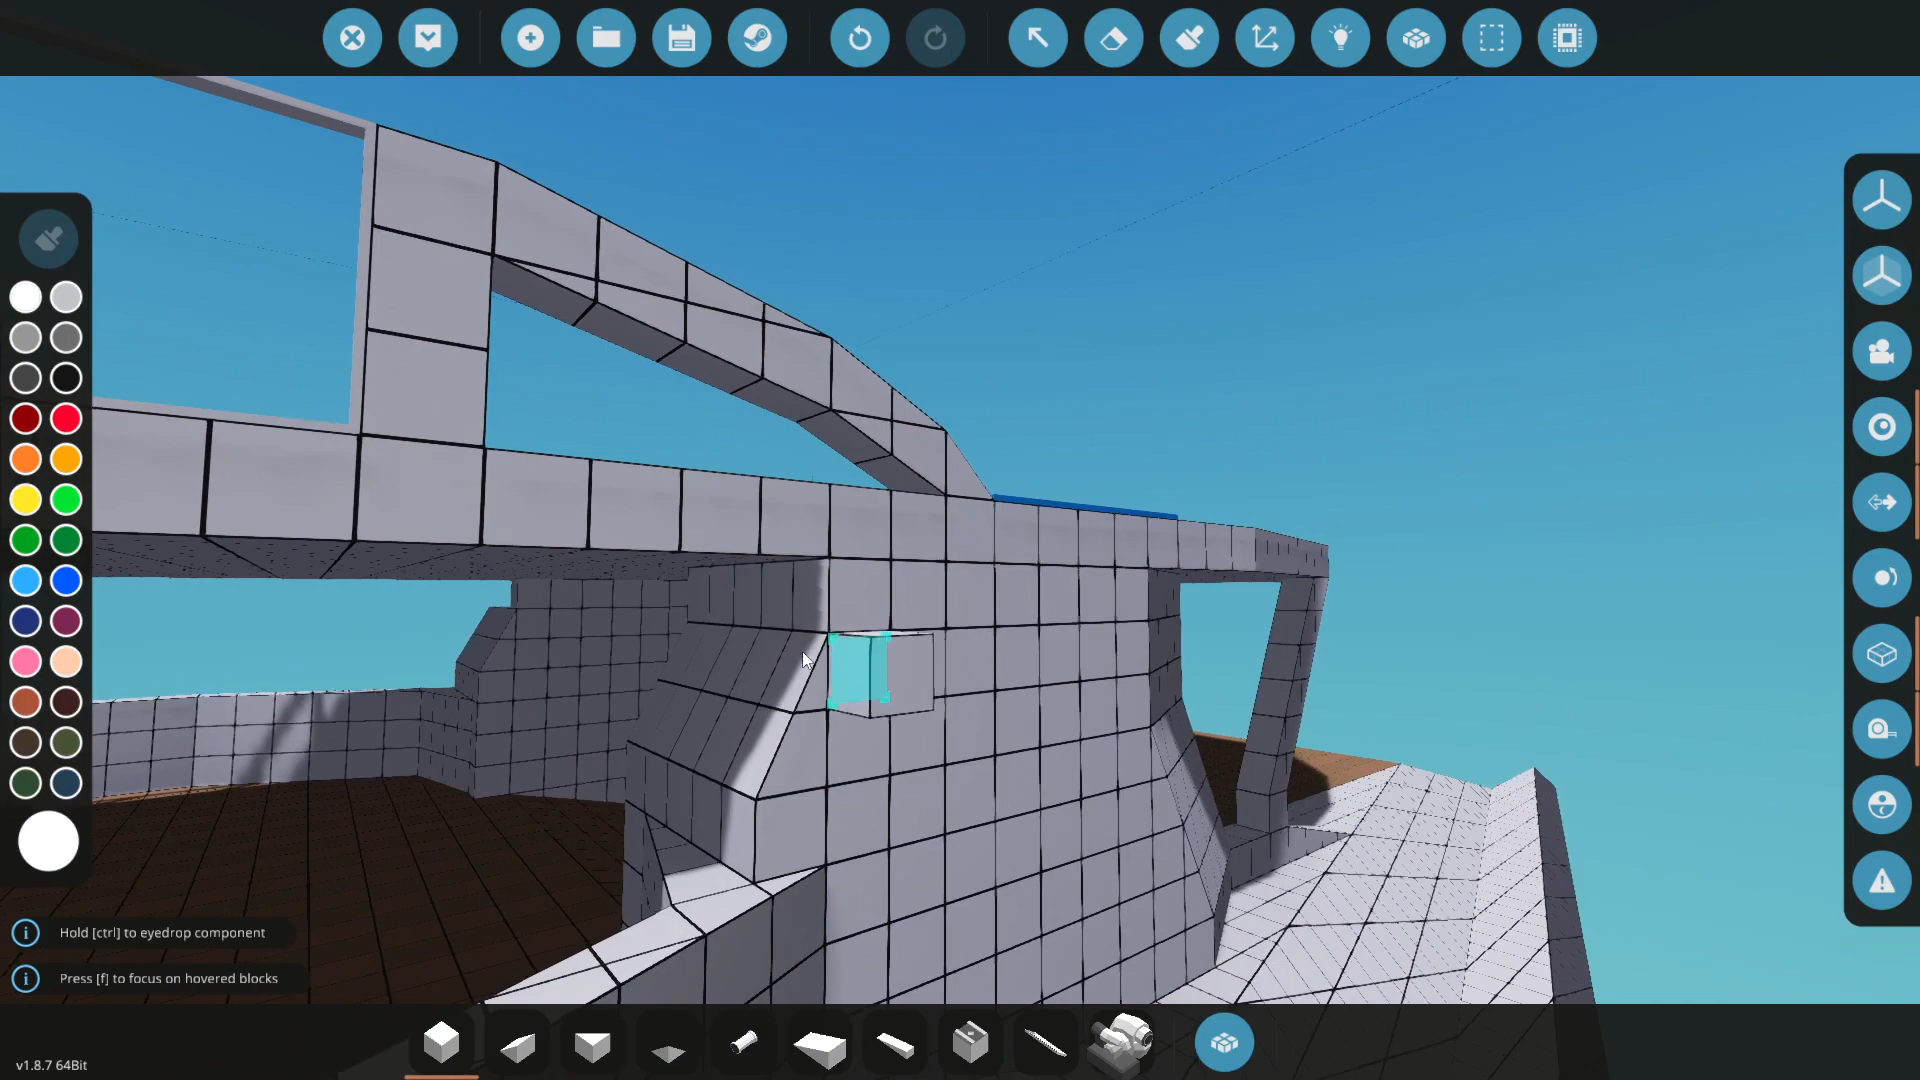 Hold [ctrl] to eyedrop component
Press [f] to focus on hovered blocks
v1.8.7 64Bit